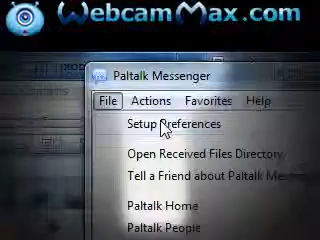 WebcamMax.com
Paltalk Messenger
File Actions Favorites Help
Setup Preferences
Open Received Files Directory
Tell a Friend about Paltalk
Paltalk Home
Paltalk People